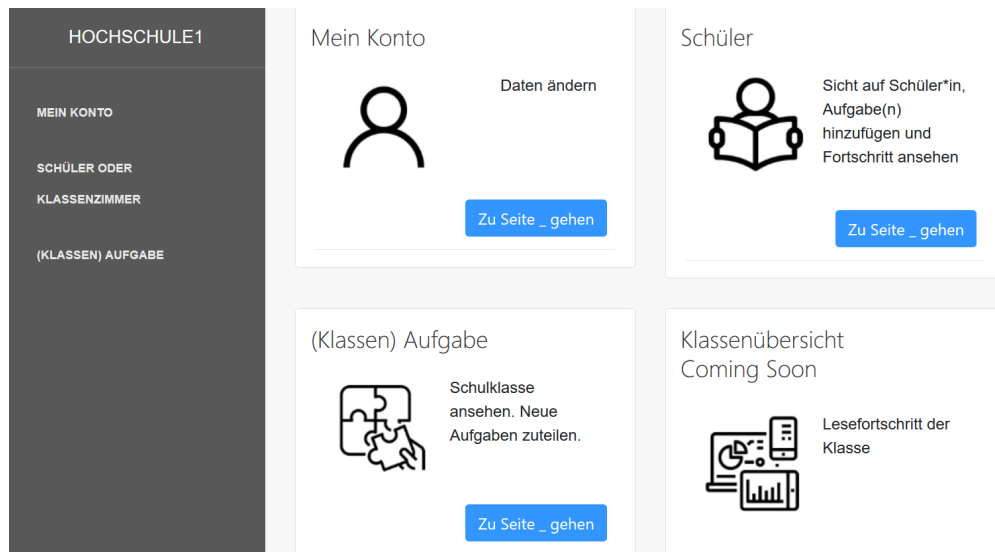 HOCHSCHULE1
MEIN KONTO
SCHÜLER ODER
KLASSENZIMMER
(KLASSEN) AUFGABE
Mein Konto
Daten ändern
Zu Seite _ gehen
Schüler
Sicht auf Schüler*in,
Aufgabe(n)
hinzufügen und
Fortschritt ansehen
Zu Seite _ gehen
(Klassen) Aufgabe
Schulklasse
ansehen. Neue
Aufgaben zuteilen.
Zu Seite _ gehen
Klassenübersicht
Coming Soon
Lesefortschritt der
Klasse